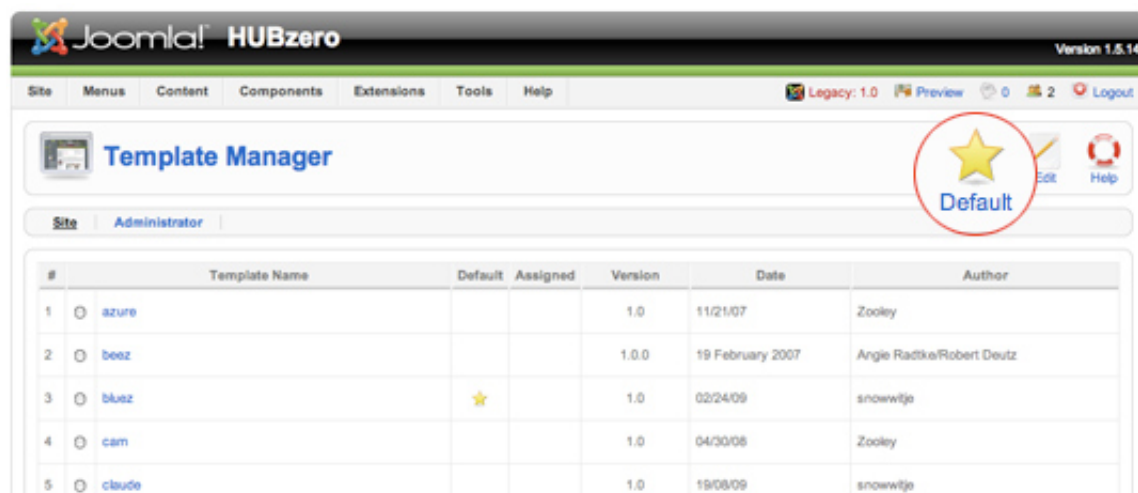 Joomla! HUBzero
Version 1.5.14
Site Menus Content Components Extensions Tools Help Legacy: 1.0 Preview 0 2 Logout
Template Manager
Default Edit Help
Site Administrator
# Template Name Default Assigned Version Date Author
1 azure 1.0 11/21/07 Zooley
2 beez 1.0.0 19 February 2007 Angie Radtke/Robert Deutz
3 bluez 1.0 02/24/09 snowwitje
4 cam 1.0 04/30/08 Zooley
5 claude 1.0 19/08/09 snowwitje